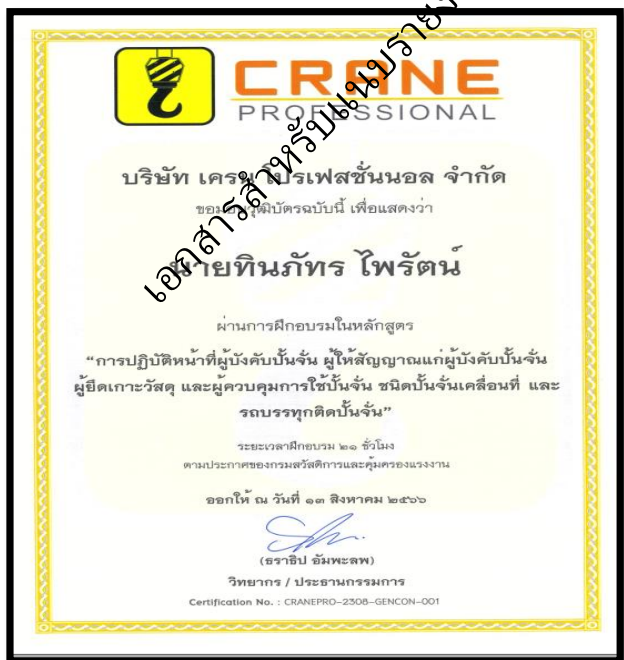 CRANE
PROFESSIONAL
บริษัท เครน โปรเฟสชั่นนอล จำกัด
ขอมอบวุฒิบัตรฉบับนี้ เพื่อแสดงว่า
นายทินภัทร ไพรัตน์
ผ่านการฝึกอบรมในหลักสูตร
“การปฏิบัติหน้าที่ผู้บังคับปั้นจั่น ผู้ให้สัญญาณแก่ผู้บังคับปั้นจั่น
ผู้ยึดเกาะวัสดุ และผู้ควบคุมการใช้ปั้นจั่น ชนิดปั้นจั่นเคลื่อนที่ และ
รถบรรทุกติดปั้นจั่น”
ระยะเวลาฝึกอบรม ๒๑ ชั่วโมง
ตามประกาศของกรมสวัสดิการและคุ้มครองแรงงาน
ออกให้ ณ วันที่ ๑๓ สิงหาคม ๒๕๖๖
(ธราธิป อัมพะลพ)
วิทยากร / ประธานกรรมการ
Certification No. : CRANEPRO-2308-GENCON-001
เอกสารสำหรับแนบราย